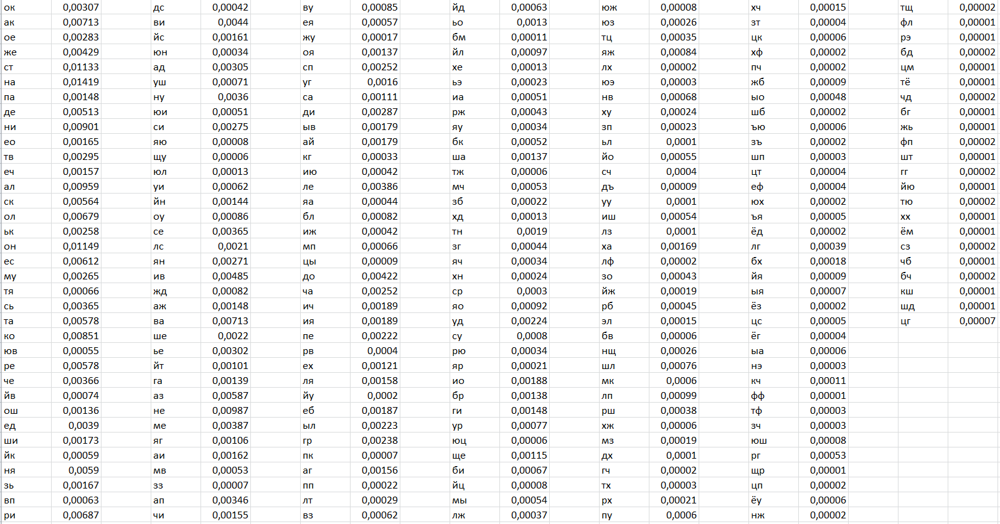 ок 0,00307 дс 0,00042 ву 0,00085 йд 0,00063 юж 0,00008 хч 0,00015 тщ 0,00002
ак 0,00713 ви 0,0044 ея 0,00057 ьо 0,0013 юз 0,00026 зт 0,00004 фл 0,00001
ое 0,00283 йс 0,00161 жу 0,00017 бм 0,00011 тц 0,00035 цк 0,00006 рэ 0,00001
же 0,00429 юн 0,00034 оя 0,00137 йл 0,00097 яж 0,00084 хф 0,00002 бд 0,00002
ст 0,01133 ад 0,00305 сп 0,00252 хе 0,00013 лх 0,00002 пч 0,00002 цм 0,00001
на 0,01419 уш 0,00071 уг 0,0016 ьэ 0,00023 юэ 0,00003 жб 0,00009 тё 0,00001
па 0,00148 ну 0,0036 са 0,00111 иа 0,00051 нв 0,00068 ыо 0,00048 чд 0,00002
де 0,00513 юи 0,00051 ди 0,00287 рж 0,00043 ху 0,00024 шб 0,00002 бг 0,00001
ни 0,00901 си 0,00275 ыв 0,00179 яу 0,00034 зп 0,00023 ъю 0,00006 жь 0,00001
ео 0,00165 яю 0,00008 ай 0,00179 бк 0,00052 ьл 0,0001 зъ 0,00002 фп 0,00002
тв 0,00295 щу 0,00006 кг 0,00033 ша 0,00137 йо 0,00055 шп 0,00003 шт 0,00001
еч 0,00157 юл 0,00013 ию 0,00042 тж 0,00006 сч 0,0004 цт 0,00004 гг 0,00002
ал 0,00959 уи 0,00062 ле 0,00386 мч 0,00053 дъ 0,00009 еф 0,00004 йю 0,00001
ск 0,00564 йн 0,00144 яа 0,00044 зб 0,00022 уу 0,0001 юх 0,00002 тю 0,00002
ол 0,00679 оу 0,00086 бл 0,00082 хд 0,00013 иш 0,00054 ъя 0,00005 хх 0,00001
ьк 0,00258 се 0,00365 иж 0,00042 тн 0,0019 лз 0,0001 ёд 0,00002 ём 0,00001
он 0,01149 лс 0,0021 мп 0,00066 зг 0,00044 ха 0,00169 лг 0,00039 сз 0,00002
ес 0,00612 ян 0,00271 цы 0,00009 яч 0,00034 лф 0,00002 бх 0,00018 чб 0,00001
му 0,00265 ив 0,00485 до 0,00422 хн 0,00024 зо 0,00043 йя 0,00009 бч 0,00002
тя 0,00066 жд 0,00082 ча 0,00252 ср 0,0003 йж 0,00019 ыя 0,00007 кш 0,00001
сь 0,00365 аж 0,00148 ич 0,00189 яо 0,00092 рб 0,00045 ёз 0,00002 шд 0,00001
та 0,00578 ва 0,00713 ия 0,00189 уд 0,00224 эл 0,00015 цс 0,00005 цг 0,00007
ко 0,00851 ше 0,0022 пе 0,00222 су 0,0008 бв 0,00006 ёг 0,00004
юв 0,00055 ье 0,00302 рв 0,0004 рю 0,00034 нщ 0,00026 ыа 0,00006
ре 0,00578 йт 0,00101 ех 0,00121 яр 0,00021 шл 0,00076 нэ 0,00003
че 0,00366 га 0,00139 ля 0,00158 ио 0,00188 мк 0,0006 кч 0,00011
йв 0,00074 аз 0,00587 йу 0,0002 бр 0,00138 лп 0,00099 фф 0,00001
ош 0,00136 не 0,00987 еб 0,00187 ги 0,00148 рш 0,00038 тф 0,00003
ед 0,0039 ме 0,00387 ыл 0,00223 ур 0,00077 хж 0,00006 зч 0,00003
ши 0,00173 яг 0,00106 гр 0,00238 юц 0,00006 мз 0,00019 юш 0,00008
йк 0,00059 аи 0,00162 пк 0,00007 ще 0,00115 дх 0,0001 рг 0,00053
ня 0,0059 мв 0,00053 аг 0,00156 би 0,00067 гч 0,00002 щр 0,00001
зь 0,00167 зз 0,00007 пп 0,00022 йц 0,00008 тх 0,00003 цп 0,00002
вп 0,00063 ап 0,00346 лт 0,00029 мы 0,00054 рх 0,00021 ёу 0,00006
ри 0,00687 чи 0,00155 вз 0,00062 лж 0,00037 пу 0,0006 нж 0,00002